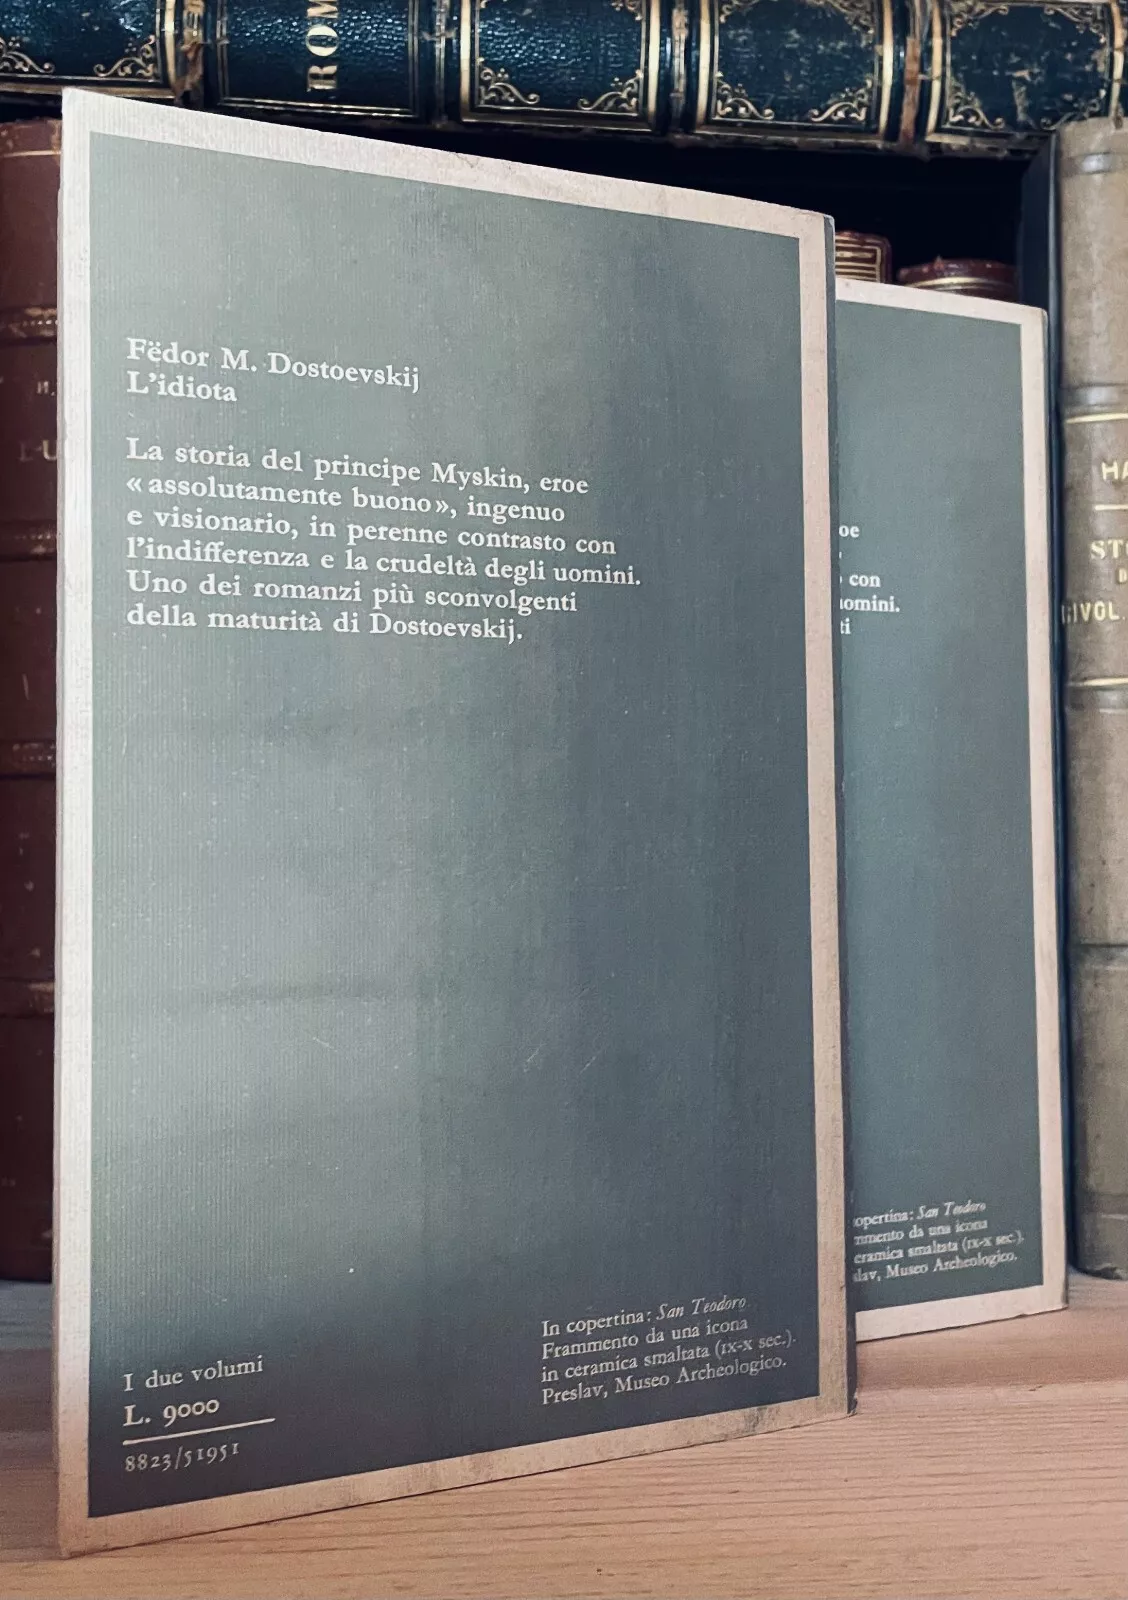 ROM
Fëdor M. Dostoevskij
L'idiota
La storia del principe Myskin, eroe
« assolutamente buono », ingenuo
e visionario, in perenne contrasto con
l'indifferenza e la crudeltà degli uomini.
Uno dei romanzi più sconvolgenti
della maturità di Dostoevskij.
I due volumi
L. 9000
8823/51951
In copertina: San Teodoro
Frammento da una icona
in ceramica smaltata (IX-X sec.).
Preslav, Museo Archeologico.
oe
con
uomini.
ti
opertina: San Teodoro
mmento da una icona
ceramica smaltata (IX-X sec.).
slav, Museo Archeologico.
HA
STO
D
RIVOL